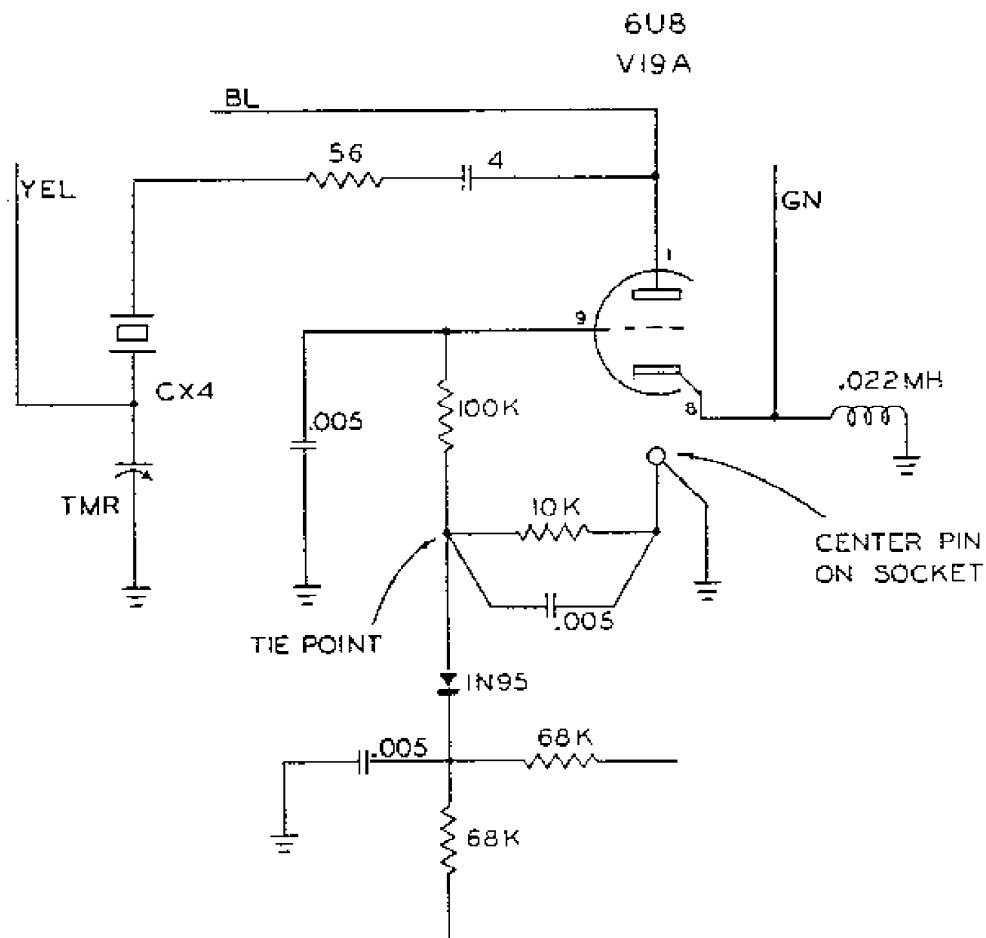 6U8
V19A
BL
56
4
YEL
GN
1
9
CX4
.005
100K
8
.022MH
TMR
10K
CENTER PIN
ON SOCKET
.005
TIE POINT
IN95
.005
68K
68K